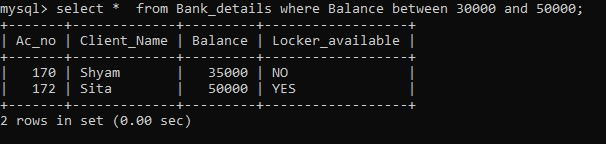 mysql> select *  from Bank_details where Balance between 30000 and 50000;
+-------+-------------+---------+------------------+
| Ac_no | Client_Name | Balance | Locker_available |
+-------+-------------+---------+------------------+
|   170 | Shyam       |   35000 | NO               |
|   172 | Sita        |   50000 | YES              |
+-------+-------------+---------+------------------+
2 rows in set (0.00 sec)